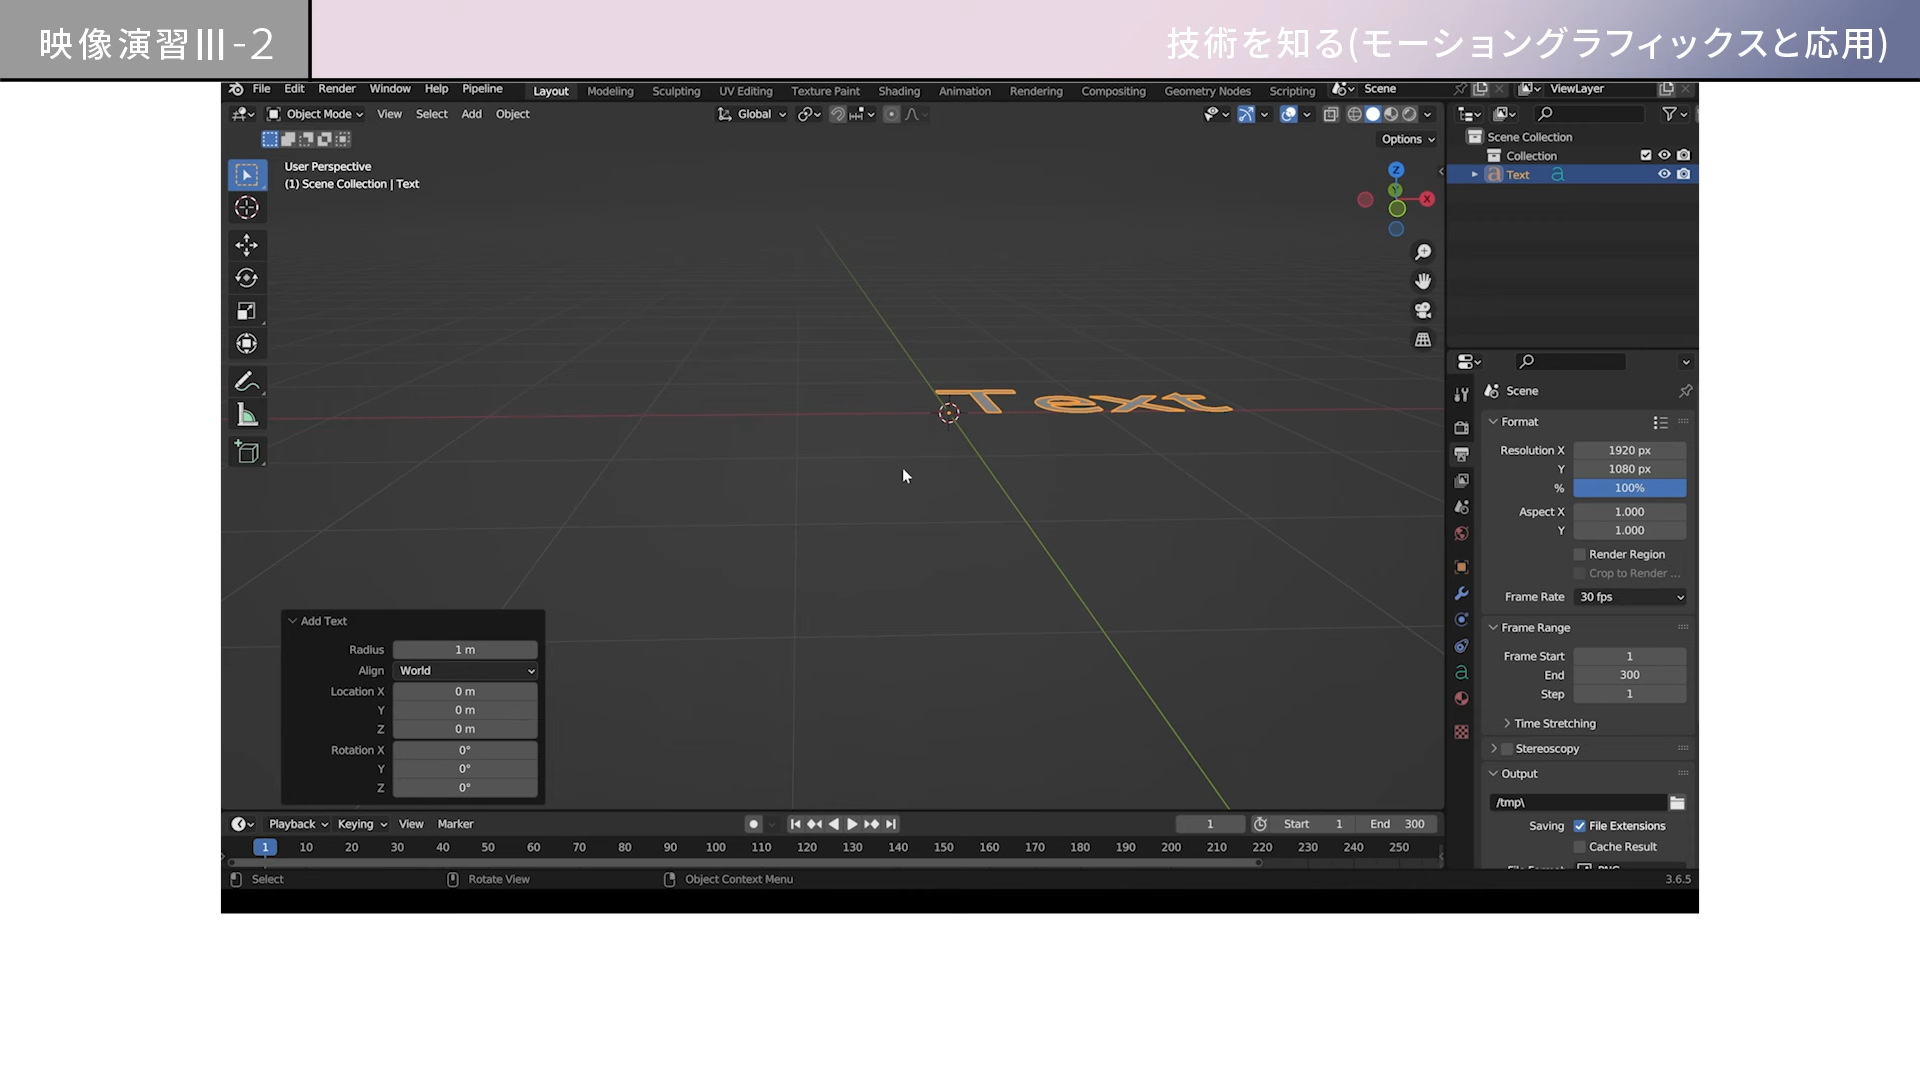 映像演習Ⅲ-2
技術を知る(モーショングラフィックスと応用)
File Edit Render Window Help Pipeline Layout Modeling Sculpting UV Editing Texture Paint Shading Animation Rendering Compositing Geometry Nodes Scripting Scene ViewLayer
Object Mode View Select Add Object Global
Options
User Perspective
(1) Scene Collection | Text
Z
Y
X
Text
Scene Collection
Collection
Text
Scene
Format
Resolution X 1920 px
Y 1080 px
% 100%
Aspect X 1.000
Y 1.000
Render Region
Crop to Render ...
Frame Rate 30 fps
Frame Range
Frame Start 1
End 300
Step 1
Time Stretching
Stereoscopy
Output
/tmp\
Saving File Extensions
Cache Result
Add Text
Radius 1 m
Align World
Location X 0 m
Y 0 m
Z 0 m
Rotation X 0°
Y 0°
Z 0°
Playback Keying View Marker 1 Start 1 End 300
1 10 20 30 40 50 60 70 80 90 100 110 120 130 140 150 160 170 180 190 200 210 220 230 240 250
Select Rotate View Object Context Menu 3.6.5